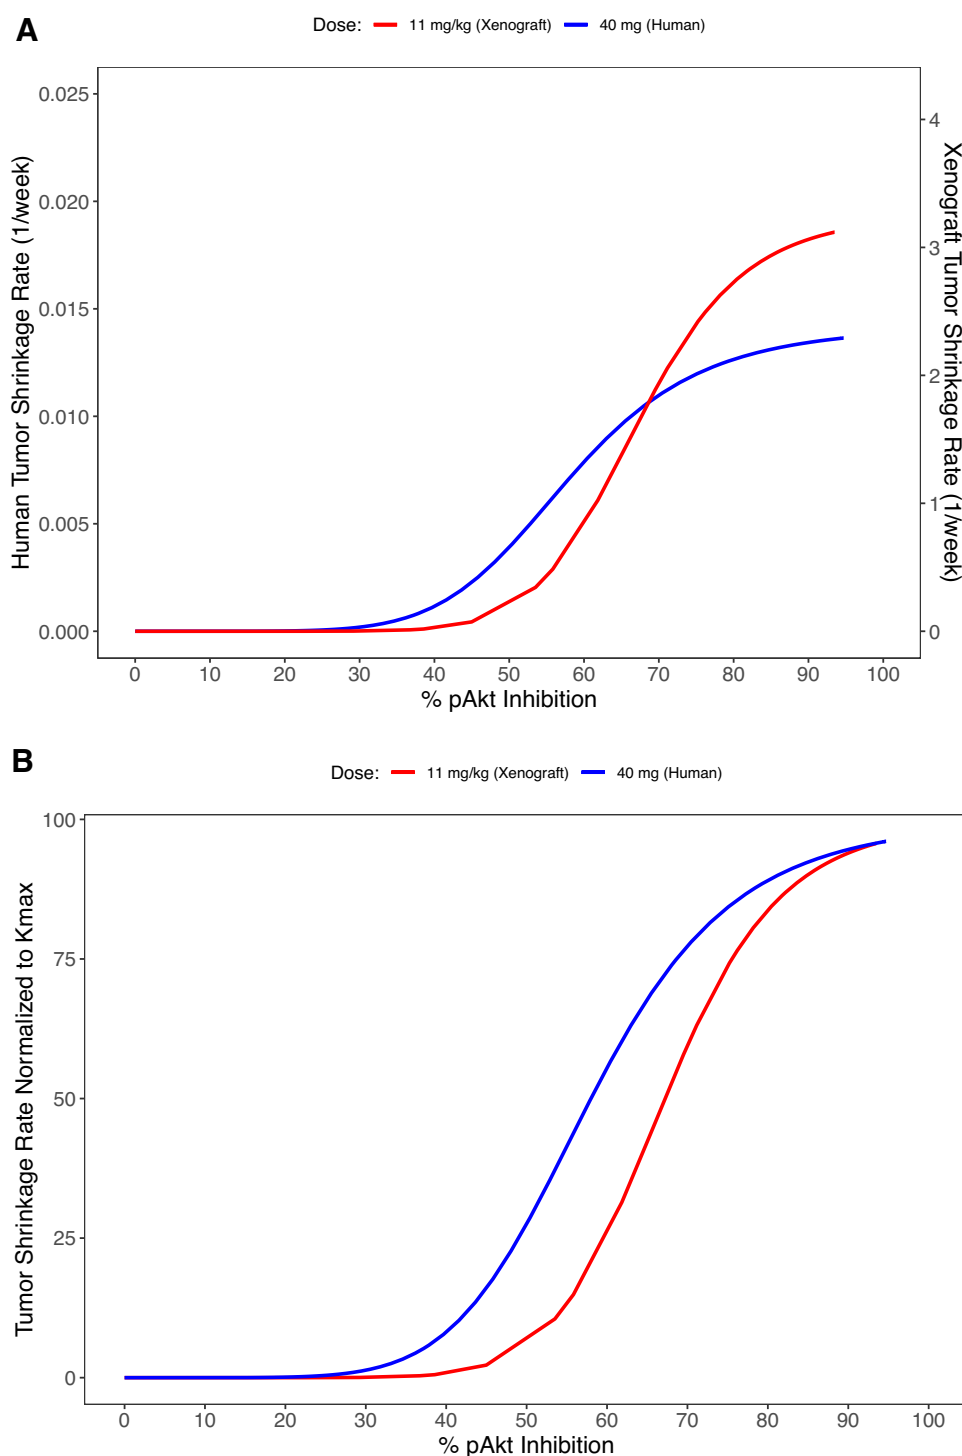 A
Dose: 11 mg/kg (Xenograft) 40 mg (Human)
Human Tumor Shrinkage Rate (1/week)
0.025
0.020
0.015
0.010
0.005
0.000
4
3
2
1
0
Xenograft Tumor Shrinkage Rate (1/week)
0 10 20 30 40 50 60 70 80 90 100
% pAkt Inhibition
B
Dose: 11 mg/kg (Xenograft) 40 mg (Human)
Tumor Shrinkage Rate Normalized to Kmax
100
75
50
25
0
0 10 20 30 40 50 60 70 80 90 100
% pAkt Inhibition